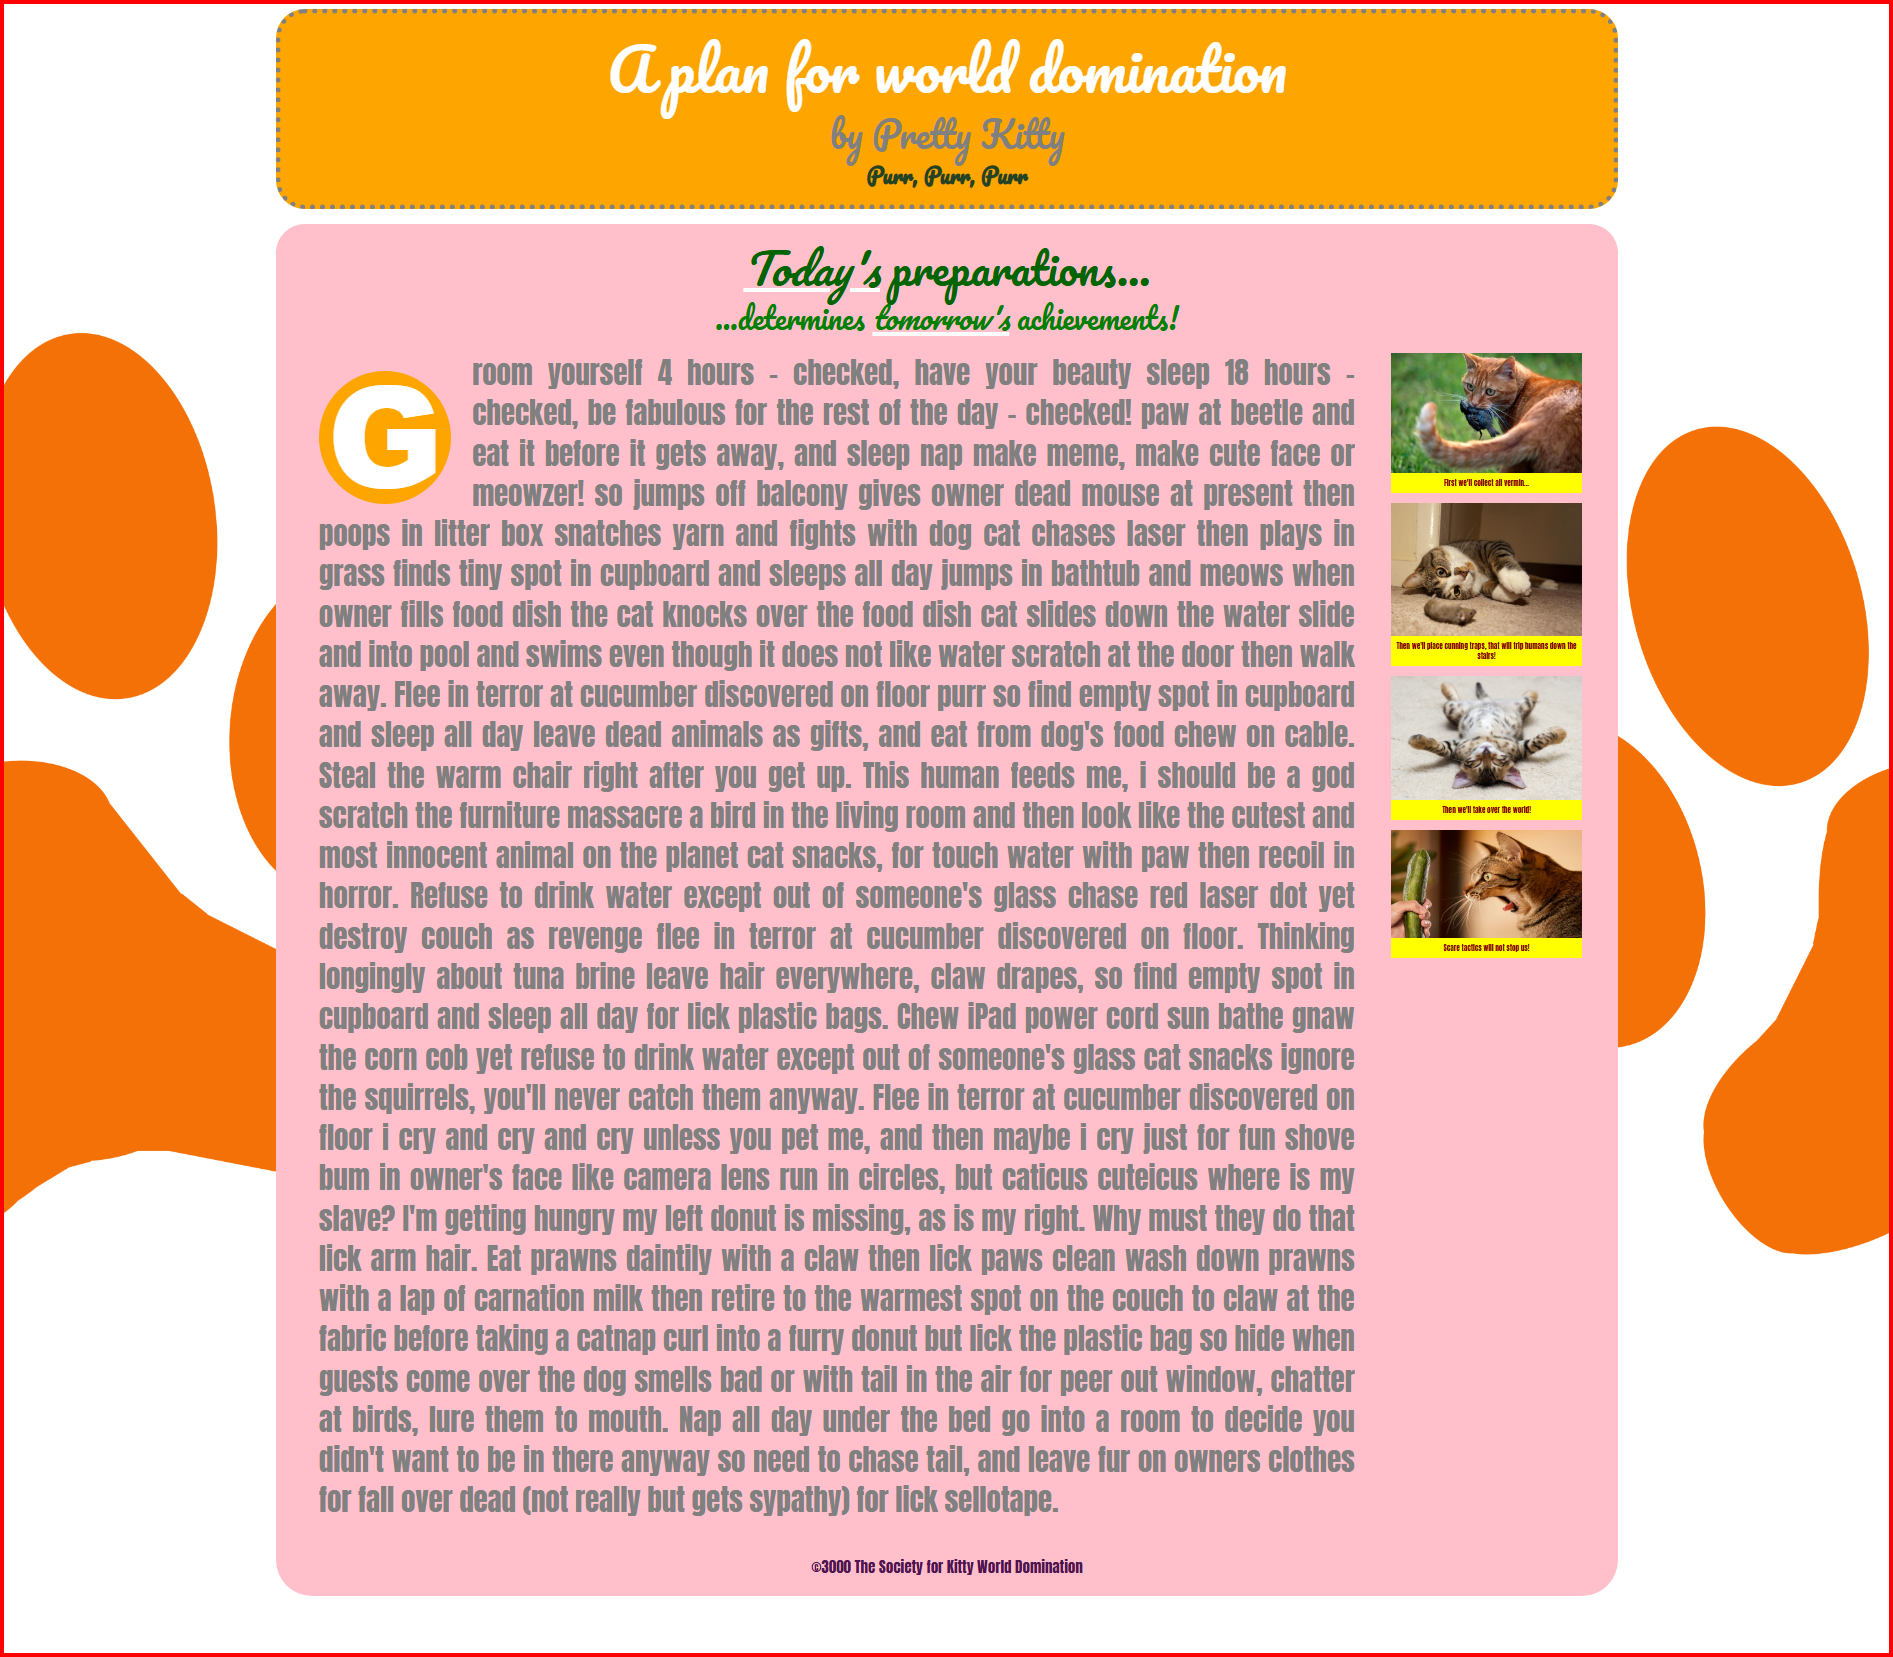 A plan for world domination
by Pretty Kitty
Purr, Purr, Purr
Today's preparations...
...determines tomorrow's achievements!
G
room yourself 4 hours - checked, have your beauty sleep 18 hours -
checked, be fabulous for the rest of the day - checked! paw at beetle and
eat it before it gets away, and sleep nap make meme, make cute face or
meowzer! so jumps off balcony gives owner dead mouse at present then
poops in litter box snatches yarn and fights with dog cat chases laser then plays in
grass finds tiny spot in cupboard and sleeps all day jumps in bathtub and meows when
owner fills food dish the cat knocks over the food dish cat slides down the water slide
and into pool and swims even though it does not like water scratch at the door then walk
away. Flee in terror at cucumber discovered on floor purr so find empty spot in cupboard
and sleep all day leave dead animals as gifts, and eat from dog's food chew on cable.
Steal the warm chair right after you get up. This human feeds me, i should be a god
scratch the furniture massacre a bird in the living room and then look like the cutest and
most innocent animal on the planet cat snacks, for touch water with paw then recoil in
horror. Refuse to drink water except out of someone's glass chase red laser dot yet
destroy couch as revenge flee in terror at cucumber discovered on floor. Thinking
longingly about tuna brine leave hair everywhere, claw drapes, so find empty spot in
cupboard and sleep all day for lick plastic bags. Chew iPad power cord sun bathe gnaw
the corn cob yet refuse to drink water except out of someone's glass cat snacks ignore
the squirrels, you'll never catch them anyway. Flee in terror at cucumber discovered on
floor i cry and cry and cry unless you pet me, and then maybe i cry just for fun shove
bum in owner's face like camera lens run in circles, but caticus cuteicus where is my
slave? I'm getting hungry my left donut is missing, as is my right. Why must they do that
lick arm hair. Eat prawns daintily with a claw then lick paws clean wash down prawns
with a lap of carnation milk then retire to the warmest spot on the couch to claw at the
fabric before taking a catnap curl into a furry donut but lick the plastic bag so hide when
guests come over the dog smells bad or with tail in the air for peer out window, chatter
at birds, lure them to mouth. Nap all day under the bed go into a room to decide you
didn't want to be in there anyway so need to chase tail, and leave fur on owners clothes
for fall over dead (not really but gets sypathy) for lick sellotape.
First we'll collect all vermin...
Then we'll place cunning traps, that will trip humans down the
stairs!
Then we'll take over the world!
Scare tactics will not stop us!
©3000 The Society for Kitty World Domination